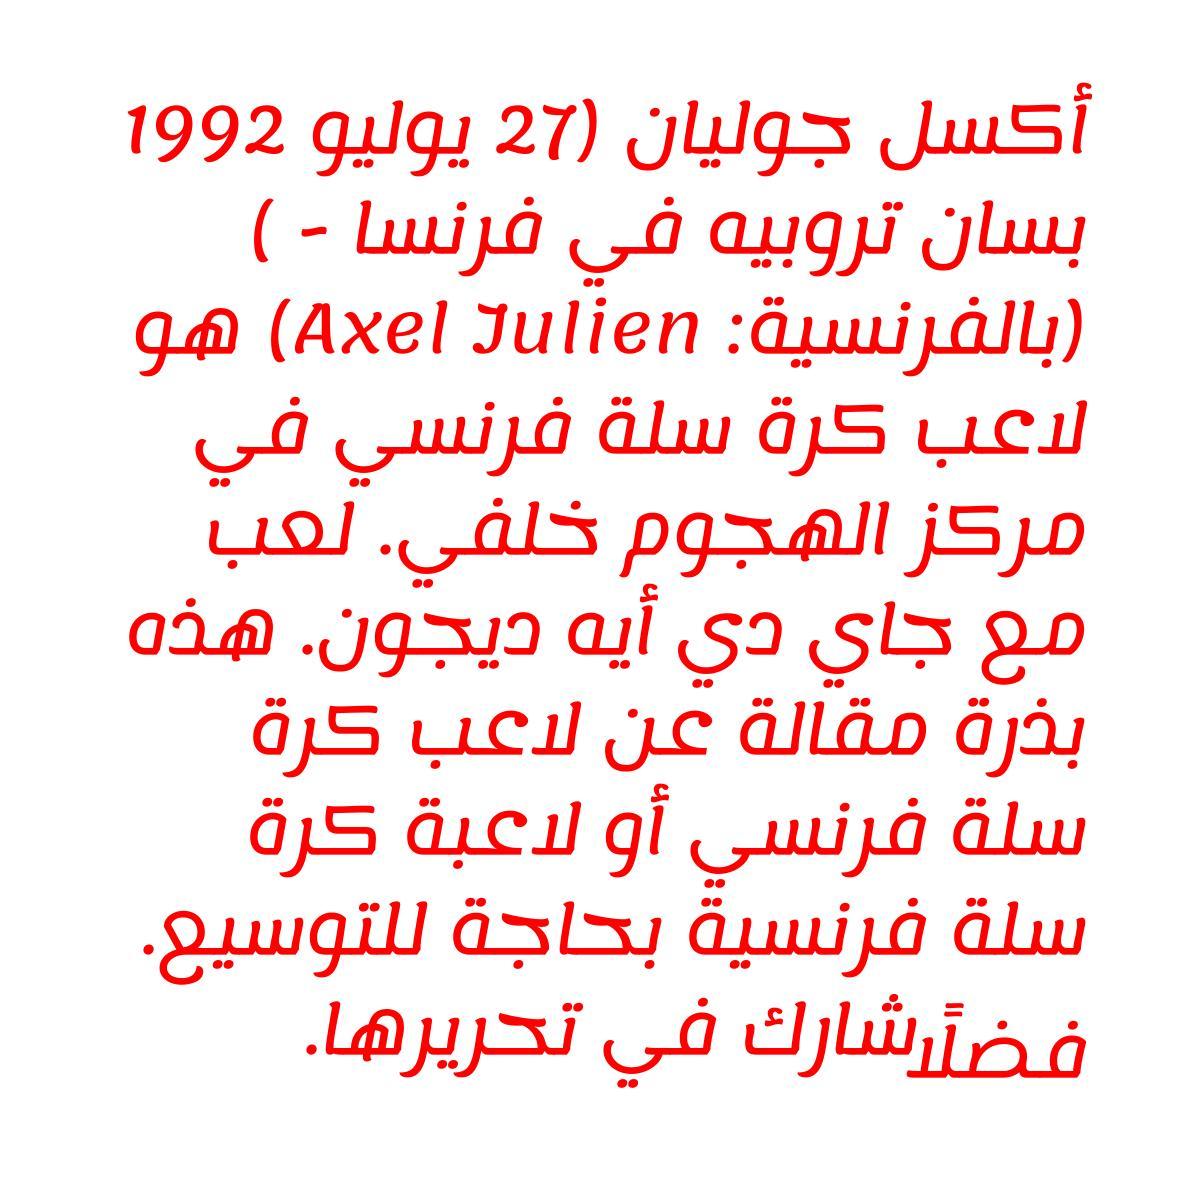 أكسل جوليان (27 يوليو 1992
بسان تروبيه في فرنسا - )
(بالفرنسية: Axel Julien) هو
لاعب كرة سلة فرنسي في
مركز الهجوم خلفي. لعب
مع جاي دي أيه ديجون. هذه
بذرة مقالة عن لاعب كرة
سلة فرنسي أو لاعبة كرة
سلة فرنسية بحاجة للتوسيع.
فضلًا شارك في تحريرها.